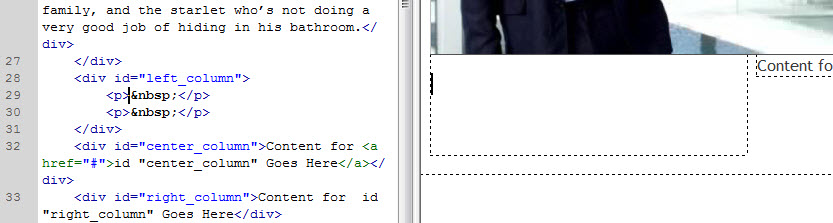 family, and the starlet who's not doing a
very good job of hiding in his bathroom.</
div>
27 </div>
28 <div id="left_column">
29 <p>&nbsp;</p>
30 <p>&nbsp;</p>
31 </div>
32 <div id="center_column">Content for <a
href="#">id "center_column" Goes Here</a></
div>
33 <div id="right_column">Content for  id
"right_column" Goes Here</div>
Content fo